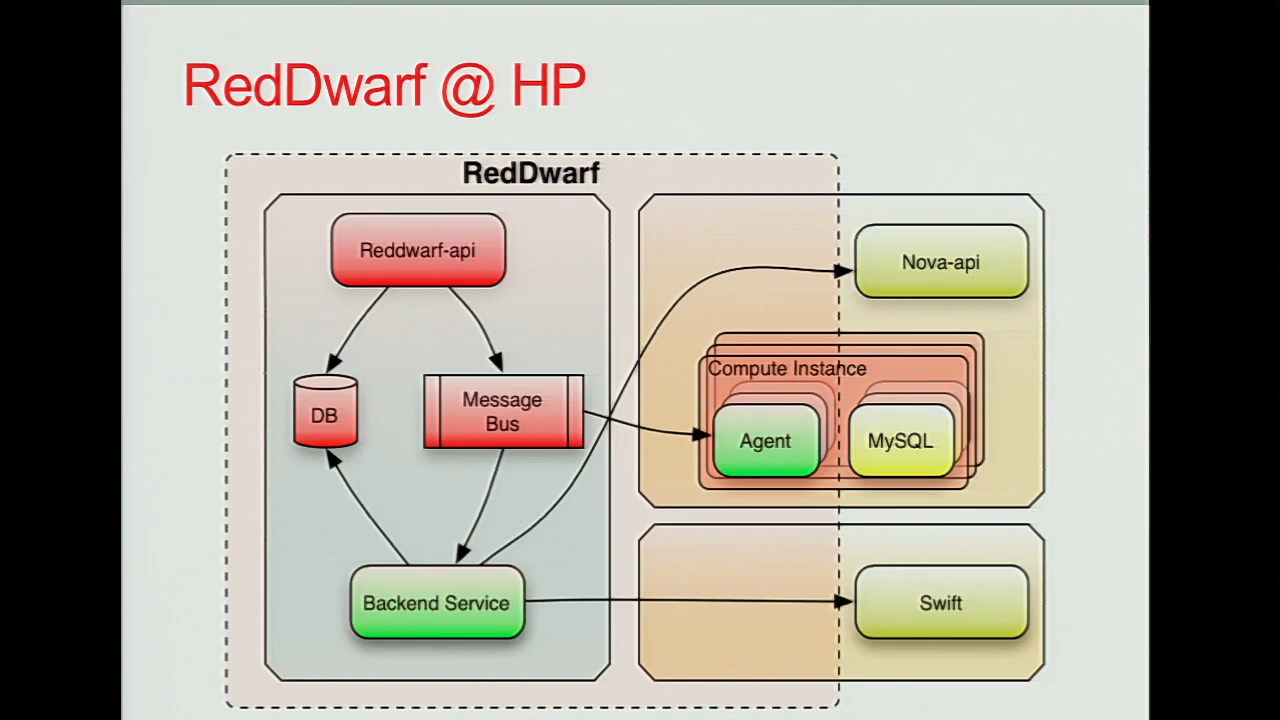 RedDwarf @ HP
RedDwarf
Reddwarf-api
Nova-api
Compute Instance
DB
Message
Bus
Agent
MySQL
Backend Service
Swift